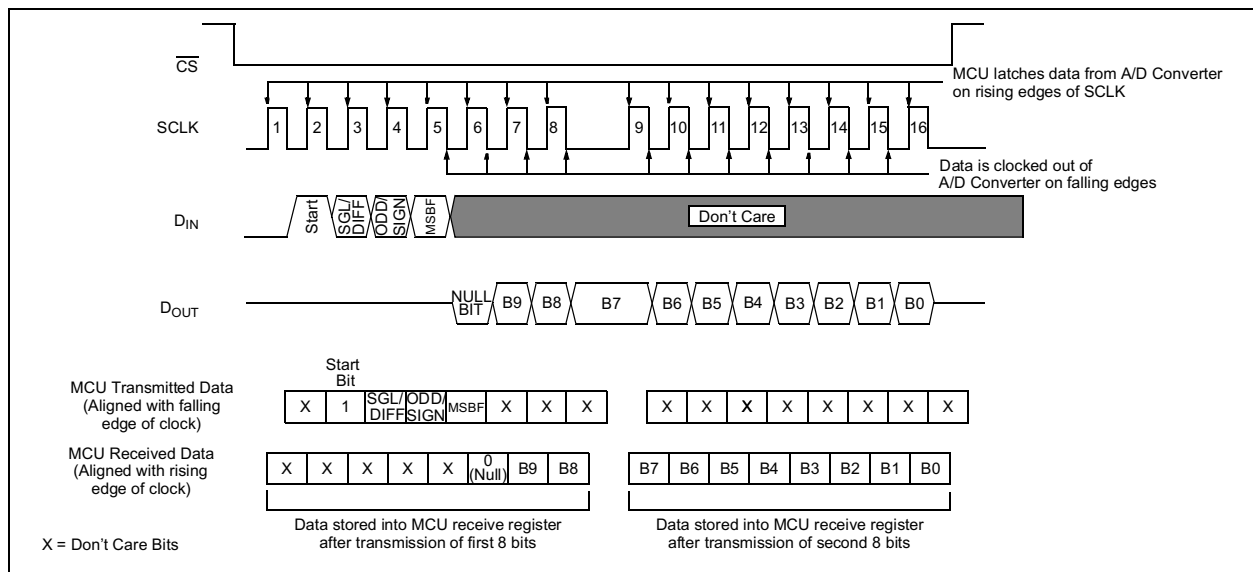 CS
MCU latches data from A/D Converter
on rising edges of SCLK
SCLK
1 2 3 4 5 6 7 8 9 10 11 12 13 14 15 16
Data is clocked out of
A/D Converter on falling edges
DIN
Start SGL/DIFF ODD/SIGN MSBF Don't Care
DOUT
NULL BIT B9 B8 B7 B6 B5 B4 B3 B2 B1 B0
Start
Bit
MCU Transmitted Data
(Aligned with falling
edge of clock)
X 1 SGL/DIFF ODD/SIGN MSBF X X X X X X X X X X X
MCU Received Data
(Aligned with rising
edge of clock)
X X X X X 0 (Null) B9 B8 B7 B6 B5 B4 B3 B2 B1 B0
Data stored into MCU receive register
after transmission of first 8 bits
Data stored into MCU receive register
after transmission of second 8 bits
X = Don't Care Bits